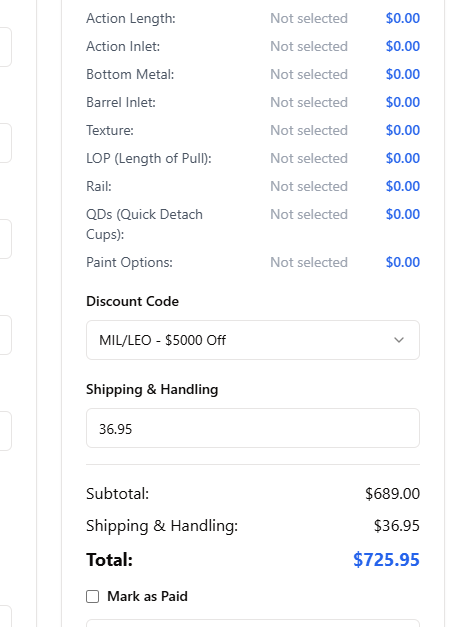 Action Length: Not selected $0.00
Action Inlet: Not selected $0.00
Bottom Metal: Not selected $0.00
Barrel Inlet: Not selected $0.00
Texture: Not selected $0.00
LOP (Length of Pull): Not selected $0.00
Rail: Not selected $0.00
QDs (Quick Detach Not selected $0.00
Cups):
Paint Options: Not selected $0.00
Discount Code
MIL/LEO - $5000 Off
Shipping & Handling
36.95
Subtotal: $689.00
Shipping & Handling: $36.95
Total: $725.95
Mark as Paid